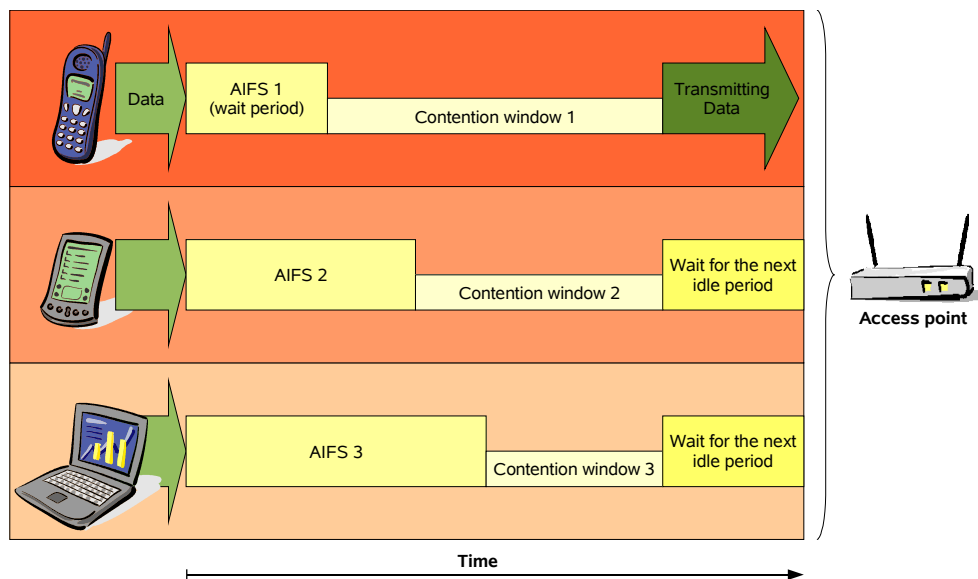 Data
AIFS 1
(wait period)
Contention window 1
Transmitting
Data
AIFS 2
Contention window 2
Wait for the next
idle period
AIFS 3
Contention window 3
Wait for the next
idle period
Access point
Time